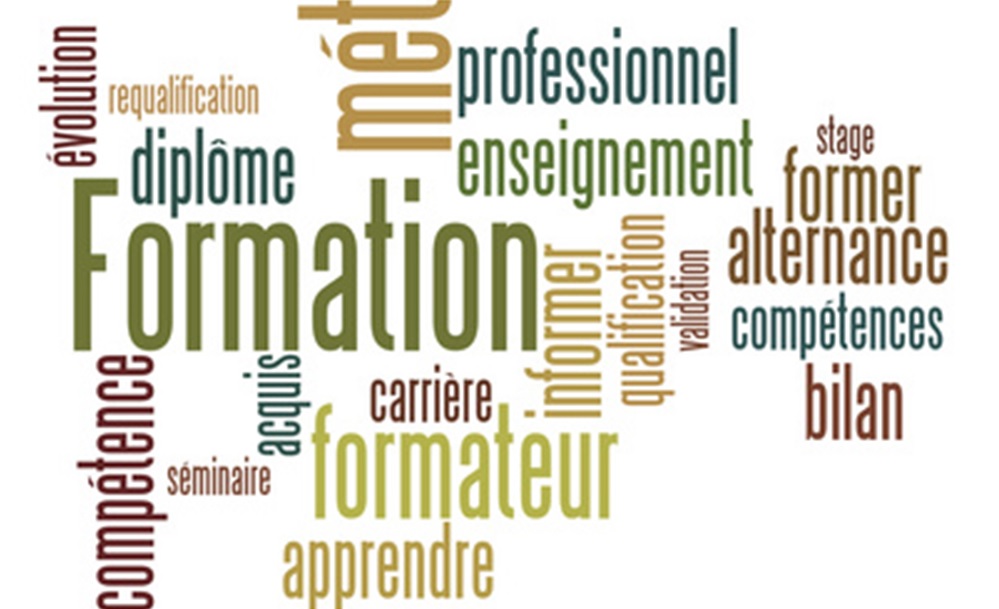 évolution
requalification
diplôme
mét
professionnel
enseignement
stage
former
alternance
Formation
informer
qualification
validation
compétences
bilan
compétence
acquis
carrière
séminaire
formateur
apprendre